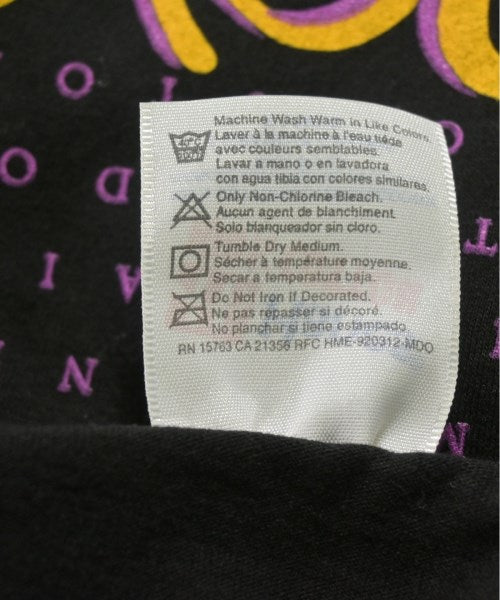 Machine Wash Warm in Like Colors
Laver à la machine à l'eau tiède
avec couleurs semblables.
Lavar a mano o en lavadora
con agua tibia con colores similares.
Only Non-Chlorine Bleach.
Aucun agent de blanchiment.
Solo blanqueador sin cloro.
Tumble Dry Medium.
Sécher à température moyenne.
Secar a temperatura baja.
Do Not Iron if Decorated.
Ne pas repasser si décoré.
No planchar si tiene estampado.
RN 15763 CA 21356 RFC HME-920312-MDO